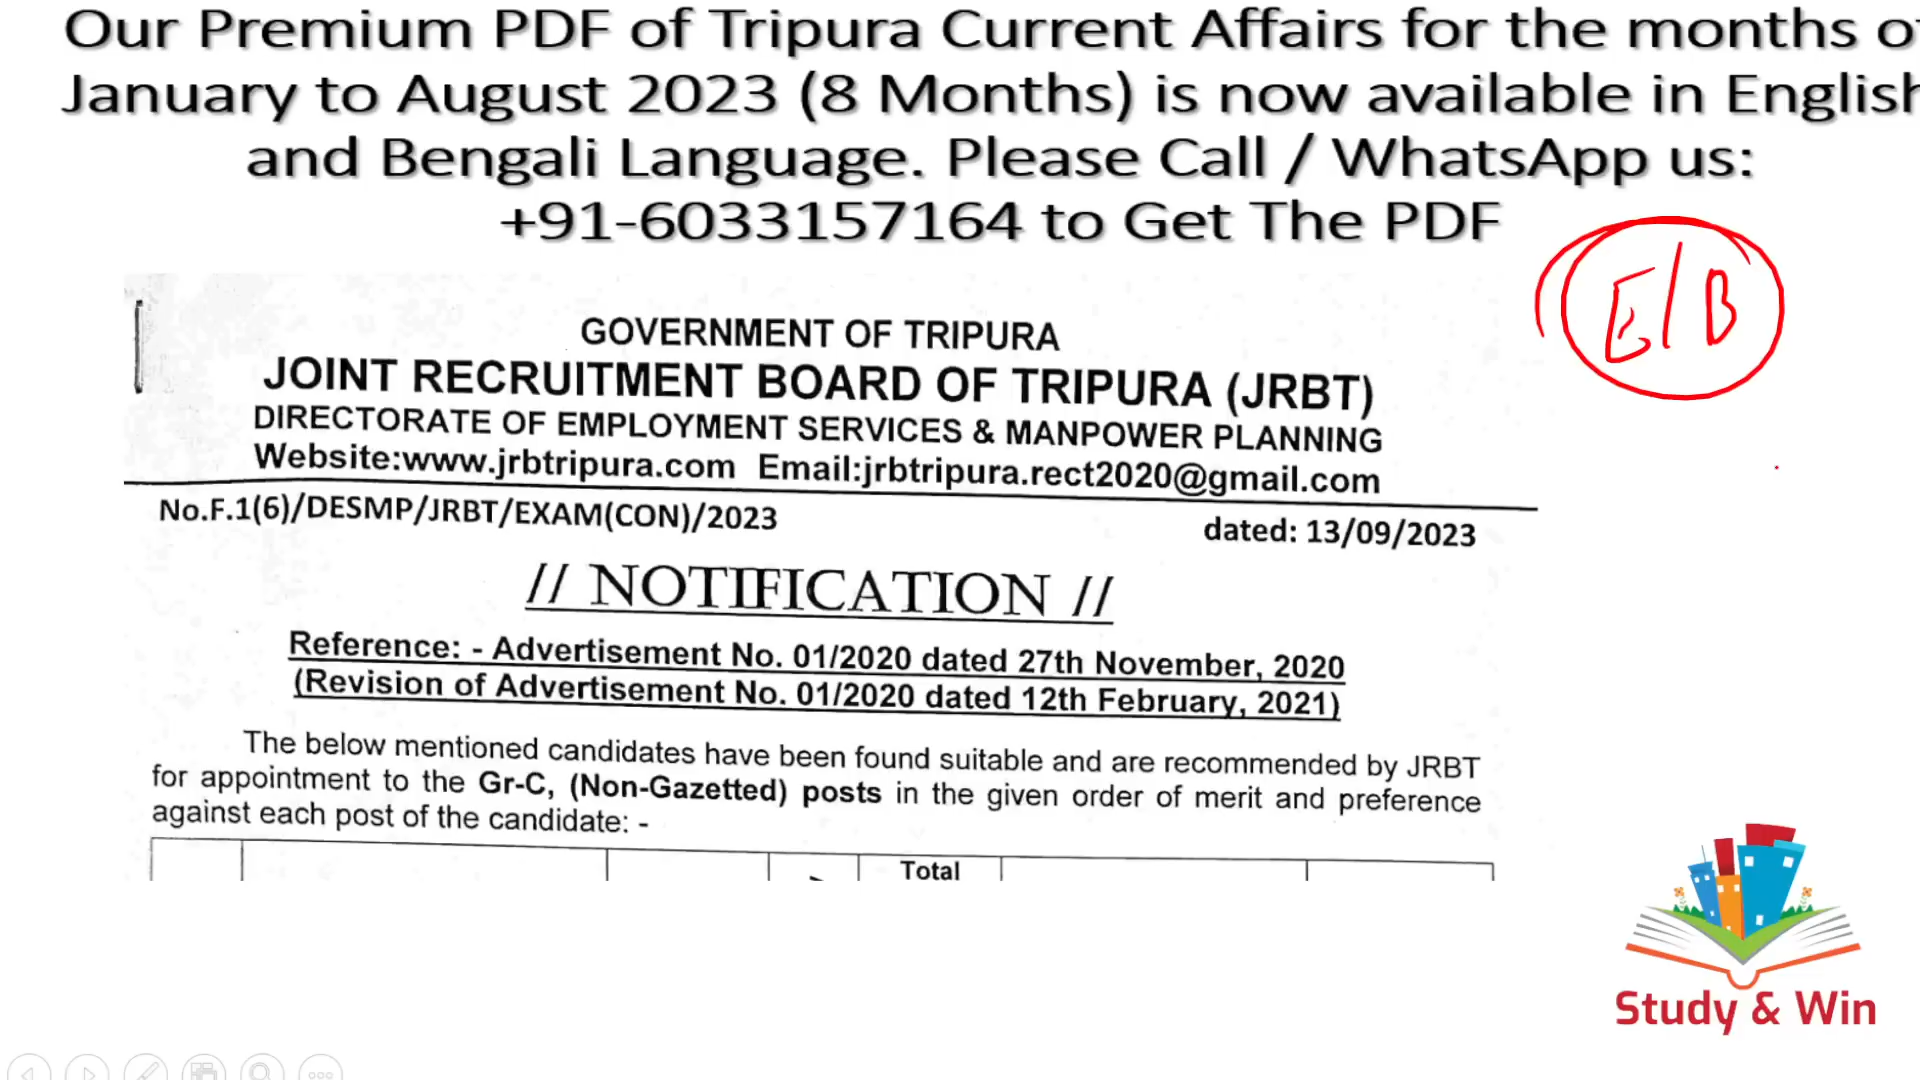 Our Premium PDF of Tripura Current Affairs for the months o
January to August 2023 (8 Months) is now available in English
and Bengali Language. Please Call / WhatsApp us:
+91-6033157164 to Get The PDF
E/B
GOVERNMENT OF TRIPURA
JOINT RECRUITMENT BOARD OF TRIPURA (JRBT)
DIRECTORATE OF EMPLOYMENT SERVICES & MANPOWER PLANNING
Website:www.jrbtripura.com Email:jrbtripura.rect2020@gmail.com
No.F.1(6)/DESMP/JRBT/EXAM(CON)/2023 dated: 13/09/2023
// NOTIFICATION //
Reference: - Advertisement No. 01/2020 dated 27th November, 2020
(Revision of Advertisement No. 01/2020 dated 12th February, 2021)
The below mentioned candidates have been found suitable and are recommended by JRBT
for appointment to the Gr-C, (Non-Gazetted) posts in the given order of merit and preference
against each post of the candidate: -
Total
Study & Win